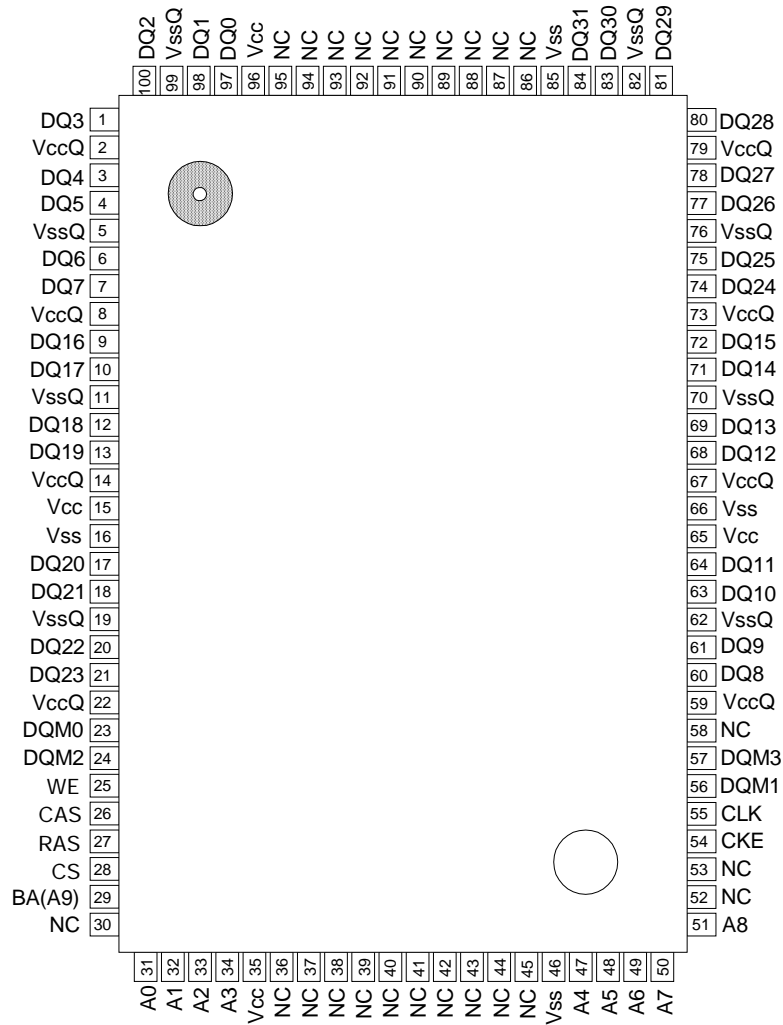 DQ2 VssQ DQ1 DQ0 Vcc NC NC NC NC NC NC NC NC NC NC Vss DQ31 DQ30 VssQ DQ29
100 99 98 97 96 95 94 93 92 91 90 89 88 87 86 85 84 83 82 81
DQ3 1 80 DQ28
VccQ 2 79 VccQ
DQ4 3 78 DQ27
DQ5 4 77 DQ26
VssQ 5 76 VssQ
DQ6 6 75 DQ25
DQ7 7 74 DQ24
VccQ 8 73 VccQ
DQ16 9 72 DQ15
DQ17 10 71 DQ14
VssQ 11 70 VssQ
DQ18 12 69 DQ13
DQ19 13 68 DQ12
VccQ 14 67 VccQ
Vcc 15 66 Vss
Vss 16 65 Vcc
DQ20 17 64 DQ11
DQ21 18 63 DQ10
VssQ 19 62 VssQ
DQ22 20 61 DQ9
DQ23 21 60 DQ8
VccQ 22 59 VccQ
DQM0 23 58 NC
DQM2 24 57 DQM3
WE 25 56 DQM1
CAS 26 55 CLK
RAS 27 54 CKE
CS 28 53 NC
BA(A9) 29 52 NC
NC 30 51 A8
31 32 33 34 35 36 37 38 39 40 41 42 43 44 45 46 47 48 49 50
A0 A1 A2 A3 Vcc NC NC NC NC NC NC NC NC NC NC Vss A4 A5 A6 A7